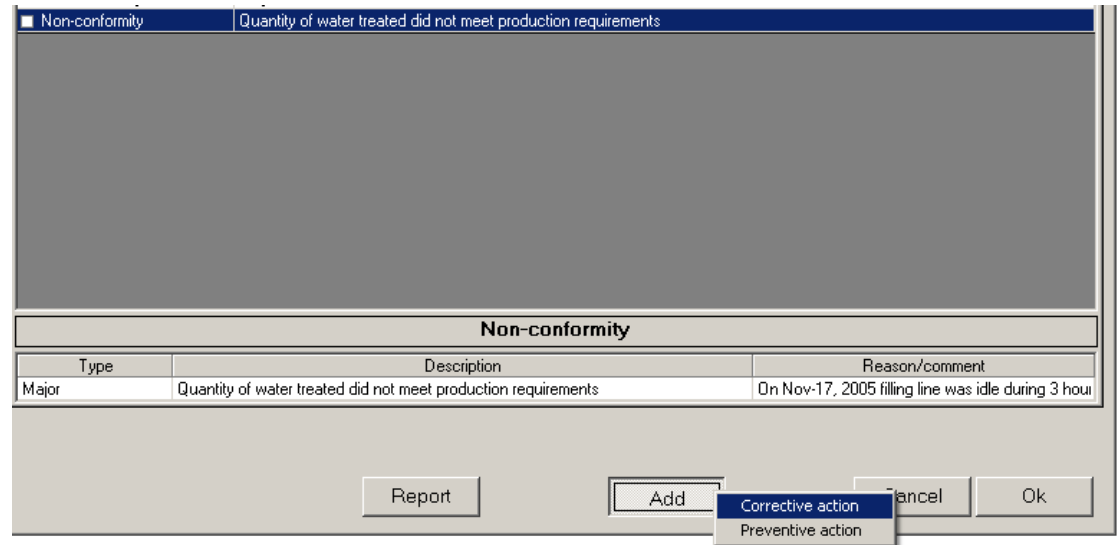 Non-conformity Quantity of water treated did not meet production requirements
Non-conformity
Type Description Reason/comment
Major Quantity of water treated did not meet production requirements On Nov-17, 2005 filling line was idle during 3
Report Add Ok
Corrective action
Preventive action